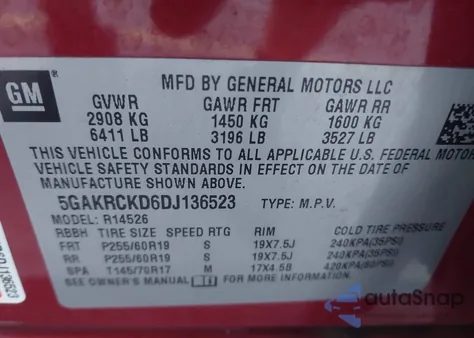 GM
MFD BY GENERAL MOTORS LLC
GVWR GAWR FRT GAWR RR
2908 KG 1450 KG 1600 KG
6411 LB 3196 LB 3527 LB
THIS VEHICLE CONFORMS TO ALL APPLICABLE U.S. FEDERAL MOTOR
VEHICLE SAFETY STANDARDS IN EFFECT ON THE DATE OF
MANUFACTURE SHOWN ABOVE.
5GAKRCKD6DJ136523 TYPE: M.P.V.
MODEL: R14526
RBBH TIRE SIZE SPEED RTG RIM COLD TIRE PRESSURE
FRT P255/60R19 S 19X7.5J 240KPA(35PSI)
RR P255/60R19 S 19X7.5J 240KPA(35PSI)
SPA T145/70R17 M 17X4.5B 420KPA(60PSI)
SEE OWNER'S MANUAL FOR MORE INFORMATION.
autoSnap